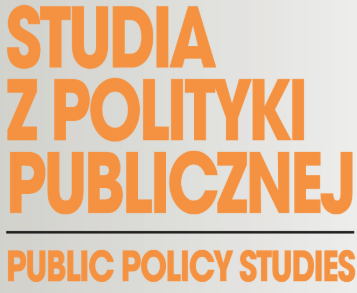 STUDIA
Z POLITYKI
PUBLICZNEJ
PUBLIC POLICY STUDIES